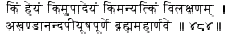 किं हेयं किमुपादेयं किमन्यत्किं विलक्षणम् ।
अखण्डानन्दपीयूषपूर्णे ब्रह्ममहार्णवे ॥ ४८४॥